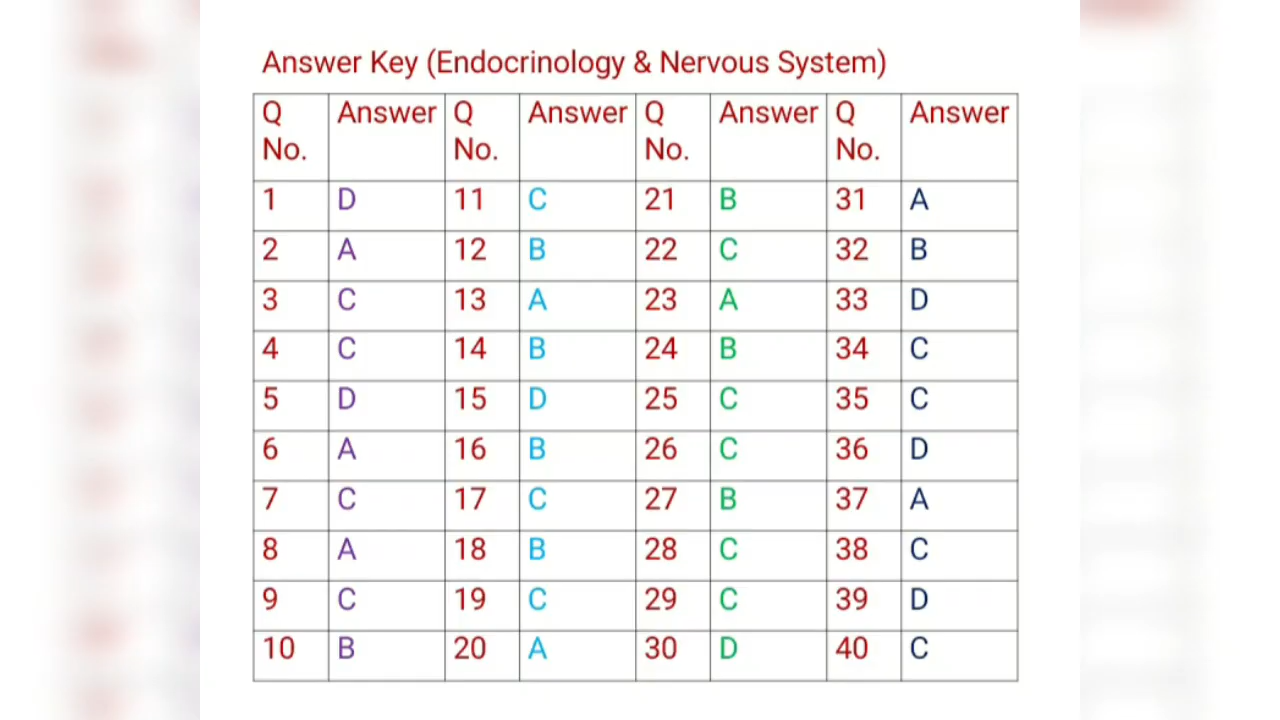 Answer Key (Endocrinology & Nervous System)
Q No. Answer Q No. Answer Q No. Answer Q No. Answer
1 D 11 C 21 B 31 A
2 A 12 B 22 C 32 B
3 C 13 A 23 A 33 D
4 C 14 B 24 B 34 C
5 D 15 D 25 C 35 C
6 A 16 B 26 C 36 D
7 C 17 C 27 B 37 A
8 A 18 B 28 C 38 C
9 C 19 C 29 C 39 D
10 B 20 A 30 D 40 C